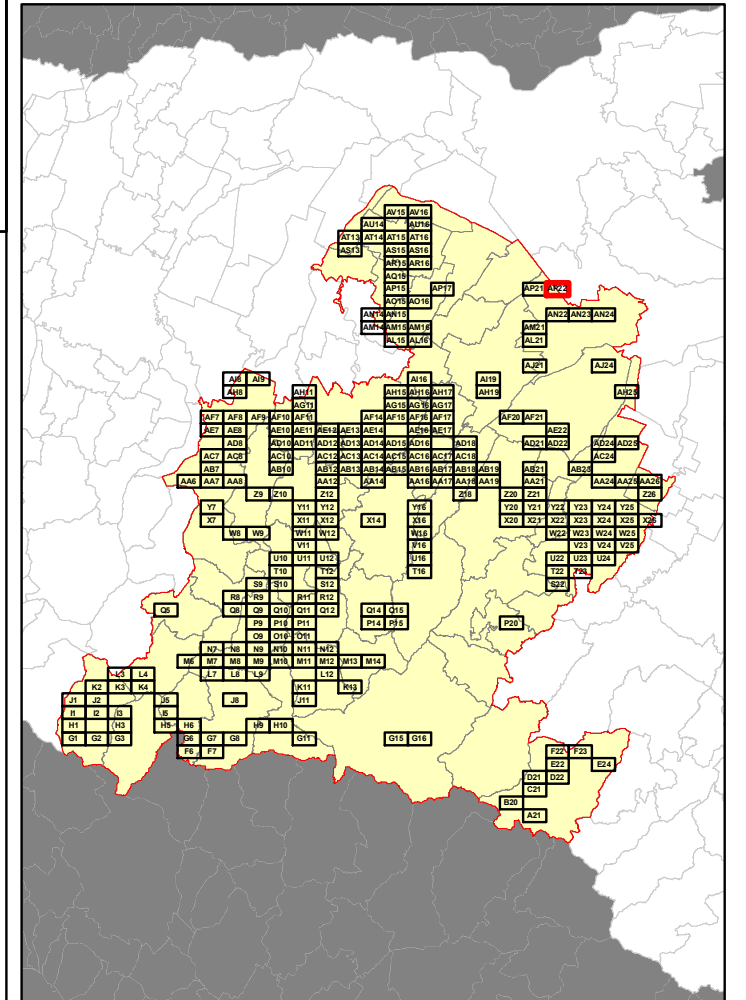 AV15 AV16
AU14 AU16
AT13 AT14 AT15 AT16
AS13 AS15 AS16
AR15 AR16
AQ15
AP15 AP17 AP21
AO15 AO16
AN14 AN15 AN22 AN23 AN24
AM14 AM15 AM16 AM21
AL15 AL16 AL21
AJ21 AJ24
AI8 AI9 AI16 AI19
AH8 AH11 AH15 AH16 AH17 AH19 AH25
AG11 AG15 AG16 AG17
AF7 AF8 AF9 AF10 AF11 AF14 AF15 AF16 AF17 AF20 AF21
AE7 AE8 AE10 AE11 AE12 AE13 AE14 AE16 AE17 AE22
AD8 AD10 AD11 AD12 AD13 AD14 AD15 AD16 AD18 AD21 AD22 AD24 AD25
AC7 AC8 AC10 AC12 AC13 AC14 AC15 AC16 AC17 AC18 AC24
AB7 AB10 AB12 AB13 AB14 AB15 AB16 AB17 AB18 AB19 AB21 AB23
AA6 AA7 AA8 AA12 AA14 AA16 AA17 AA18 AA19 AA21 AA24 AA25 AA26
Z9 Z10 Z12 Z18 Z20 Z21 Z26
Y7 Y11 Y12 Y16 Y20 Y21 Y22 Y23 Y24 Y25
X7 X11 X12 X14 X16 X20 X21 X22 X23 X24 X25 X26
W8 W9 W11 W12 W16 W22 W23 W24 W25
V11 V16 V23 V24 V25
U10 U11 U12 U16 U22 U23 U24
T10 T12 T16 T22 T23
S9 S10 S12 S22
R8 R9 R11 R12
Q5 Q8 Q9 Q10 Q11 Q12 Q14 Q15
P9 P10 P11 P14 P15 P20
O9 O10 O11
N7 N8 N9 N10 N11 N12
M6 M7 M8 M9 M10 M11 M12 M13 M14
L3 L4 L7 L8 L9 L12
K2 K3 K4 K11 K13
J1 J2 J5 J8 J11
I1 I2 I3 I5
H1 H3 H5 H6 H9 H10
G1 G2 G3 G6 G7 G8 G11 G15 G16
F6 F7 F22 F23
E22 E24
D21 D22
C21
B20
A21